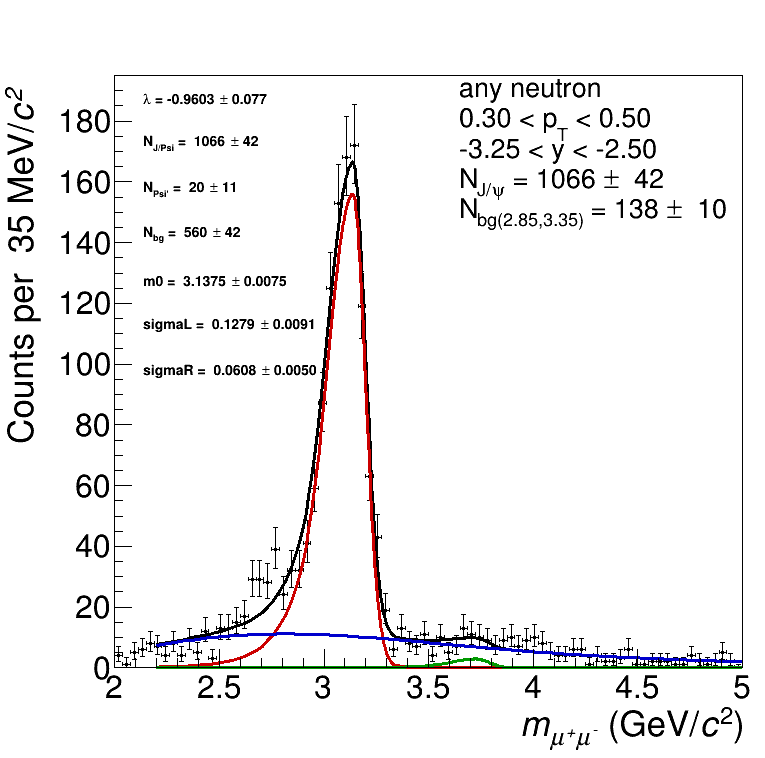 Counts per 35 MeV/c²
180
160
140
120
100
80
60
40
20
0
λ = -0.9603 ± 0.077
N_J/Psi = 1066 ± 42
N_Psi' = 20 ± 11
N_bg = 560 ± 42
m0 = 3.1375 ± 0.0075
sigmaL = 0.1279 ± 0.0091
sigmaR = 0.0608 ± 0.0050
any neutron
0.30 < p_T < 0.50
-3.25 < y < -2.50
N_J/ψ = 1066 ± 42
N_bg(2.85,3.35) = 138 ± 10
2 2.5 3 3.5 4 4.5 5
m_μ⁺μ⁻ (GeV/c²)